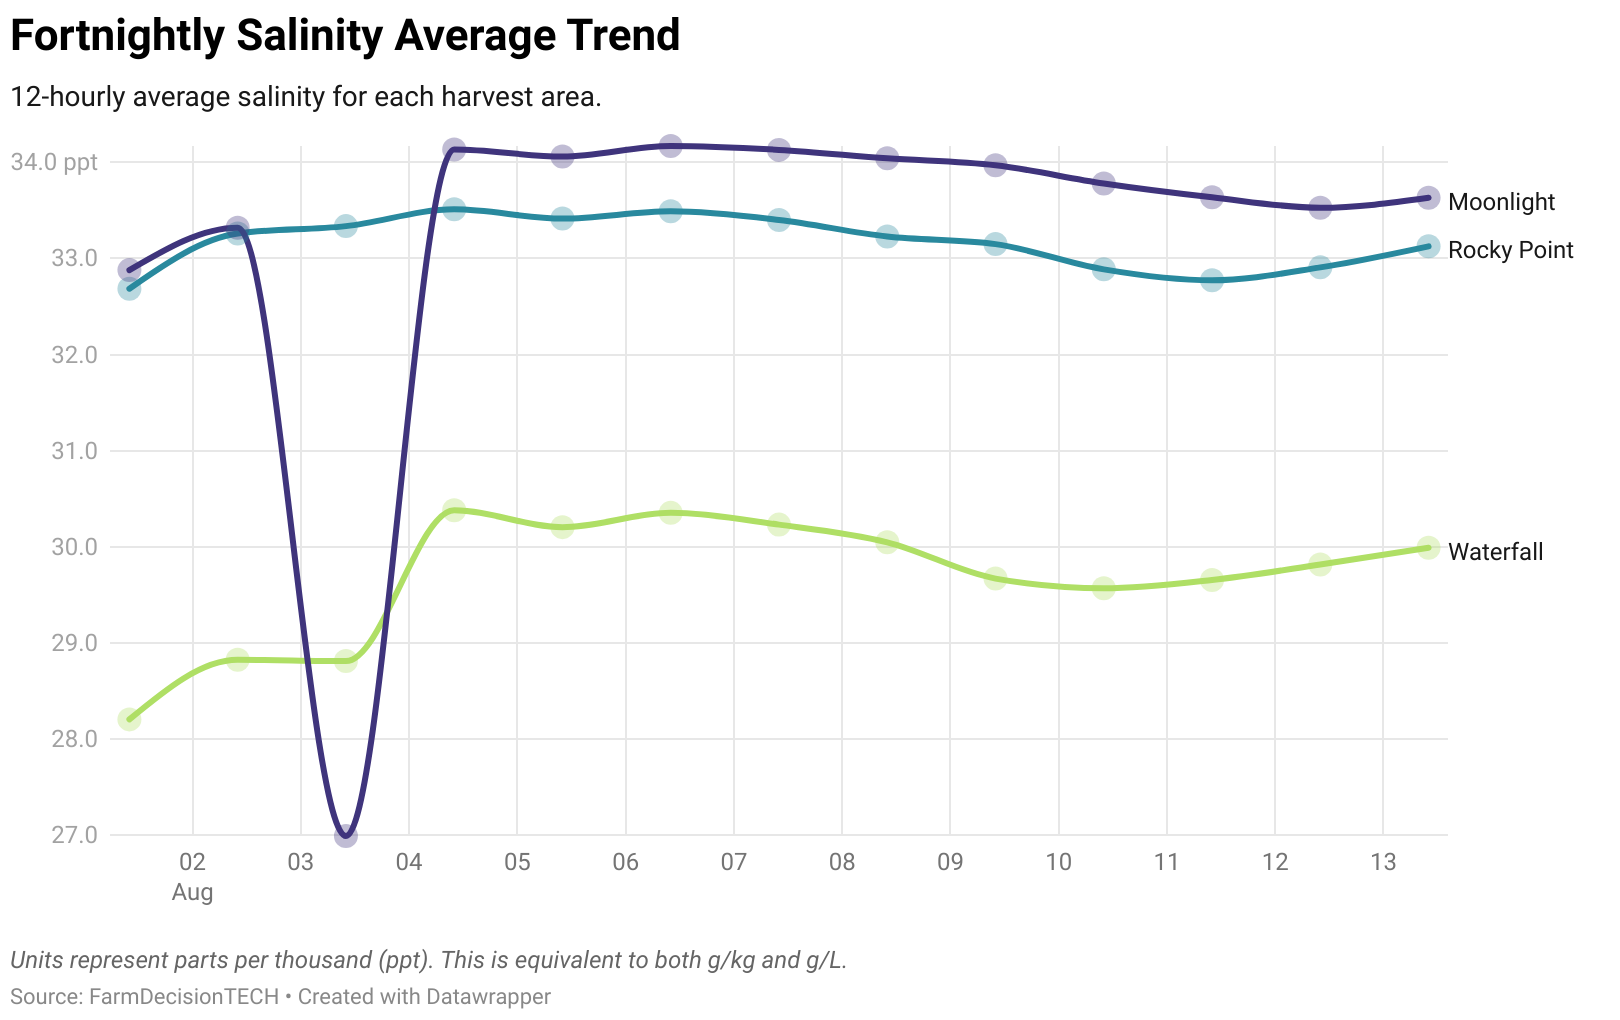 Fortnightly Salinity Average Trend
12-hourly average salinity for each harvest area.
34.0 ppt
33.0
32.0
31.0
30.0
29.0
28.0
27.0
Moonlight
Rocky Point
Waterfall
02 03 04 05 06 07 08 09 10 11 12 13
Aug
Units represent parts per thousand (ppt). This is equivalent to both g/kg and g/L.
Source: FarmDecisionTECH • Created with Datawrapper